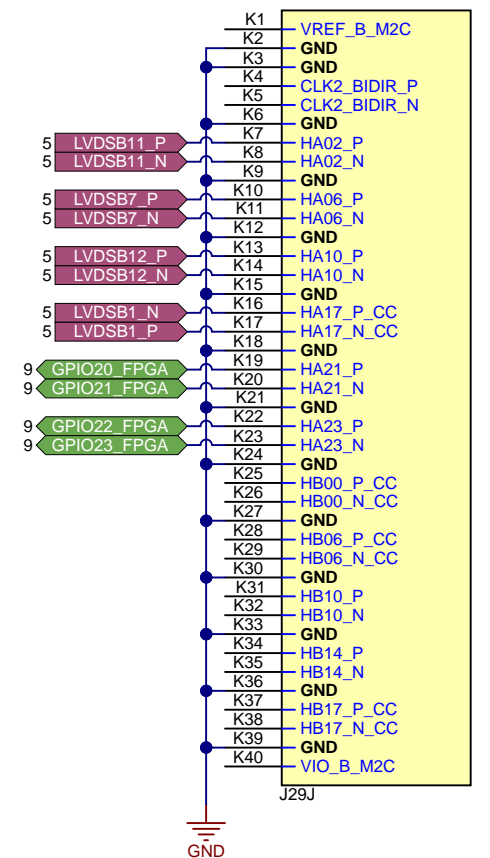 K1 VREF_B_M2C
K2 GND
K3 GND
K4 CLK2_BIDIR_P
K5 CLK2_BIDIR_N
K6 GND
5 LVDSB11_P K7 HA02_P
5 LVDSB11_N K8 HA02_N
K9 GND
5 LVDSB7_P K10 HA06_P
5 LVDSB7_N K11 HA06_N
K12 GND
5 LVDSB12_P K13 HA10_P
5 LVDSB12_N K14 HA10_N
K15 GND
5 LVDSB1_N K16 HA17_P_CC
5 LVDSB1_P K17 HA17_N_CC
K18 GND
9 GPIO20_FPGA K19 HA21_P
9 GPIO21_FPGA K20 HA21_N
K21 GND
9 GPIO22_FPGA K22 HA23_P
9 GPIO23_FPGA K23 HA23_N
K24 GND
K25 HB00_P_CC
K26 HB00_N_CC
K27 GND
K28 HB06_P_CC
K29 HB06_N_CC
K30 GND
K31 HB10_P
K32 HB10_N
K33 GND
K34 HB14_P
K35 HB14_N
K36 GND
K37 HB17_P_CC
K38 HB17_N_CC
K39 GND
K40 VIO_B_M2C
J29J
GND